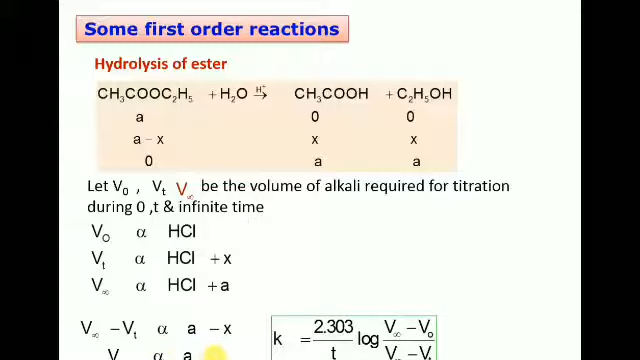 Some first order reactions
Hydrolysis of ester
CH₃COOC₂H₅ + H₂O →(H⁺) CH₃COOH + C₂H₅OH
a 0 0
a − x x x
0 a a
Let V₀ , Vₜ V∞ be the volume of alkali required for titration
during 0 ,t & infinite time
V₀ α HCl
Vₜ α HCl + x
V∞ α HCl + a
V∞ − Vₜ α a − x
V α a
k = 2.303/t log V∞ − V₀ / V∞ − Vₜ